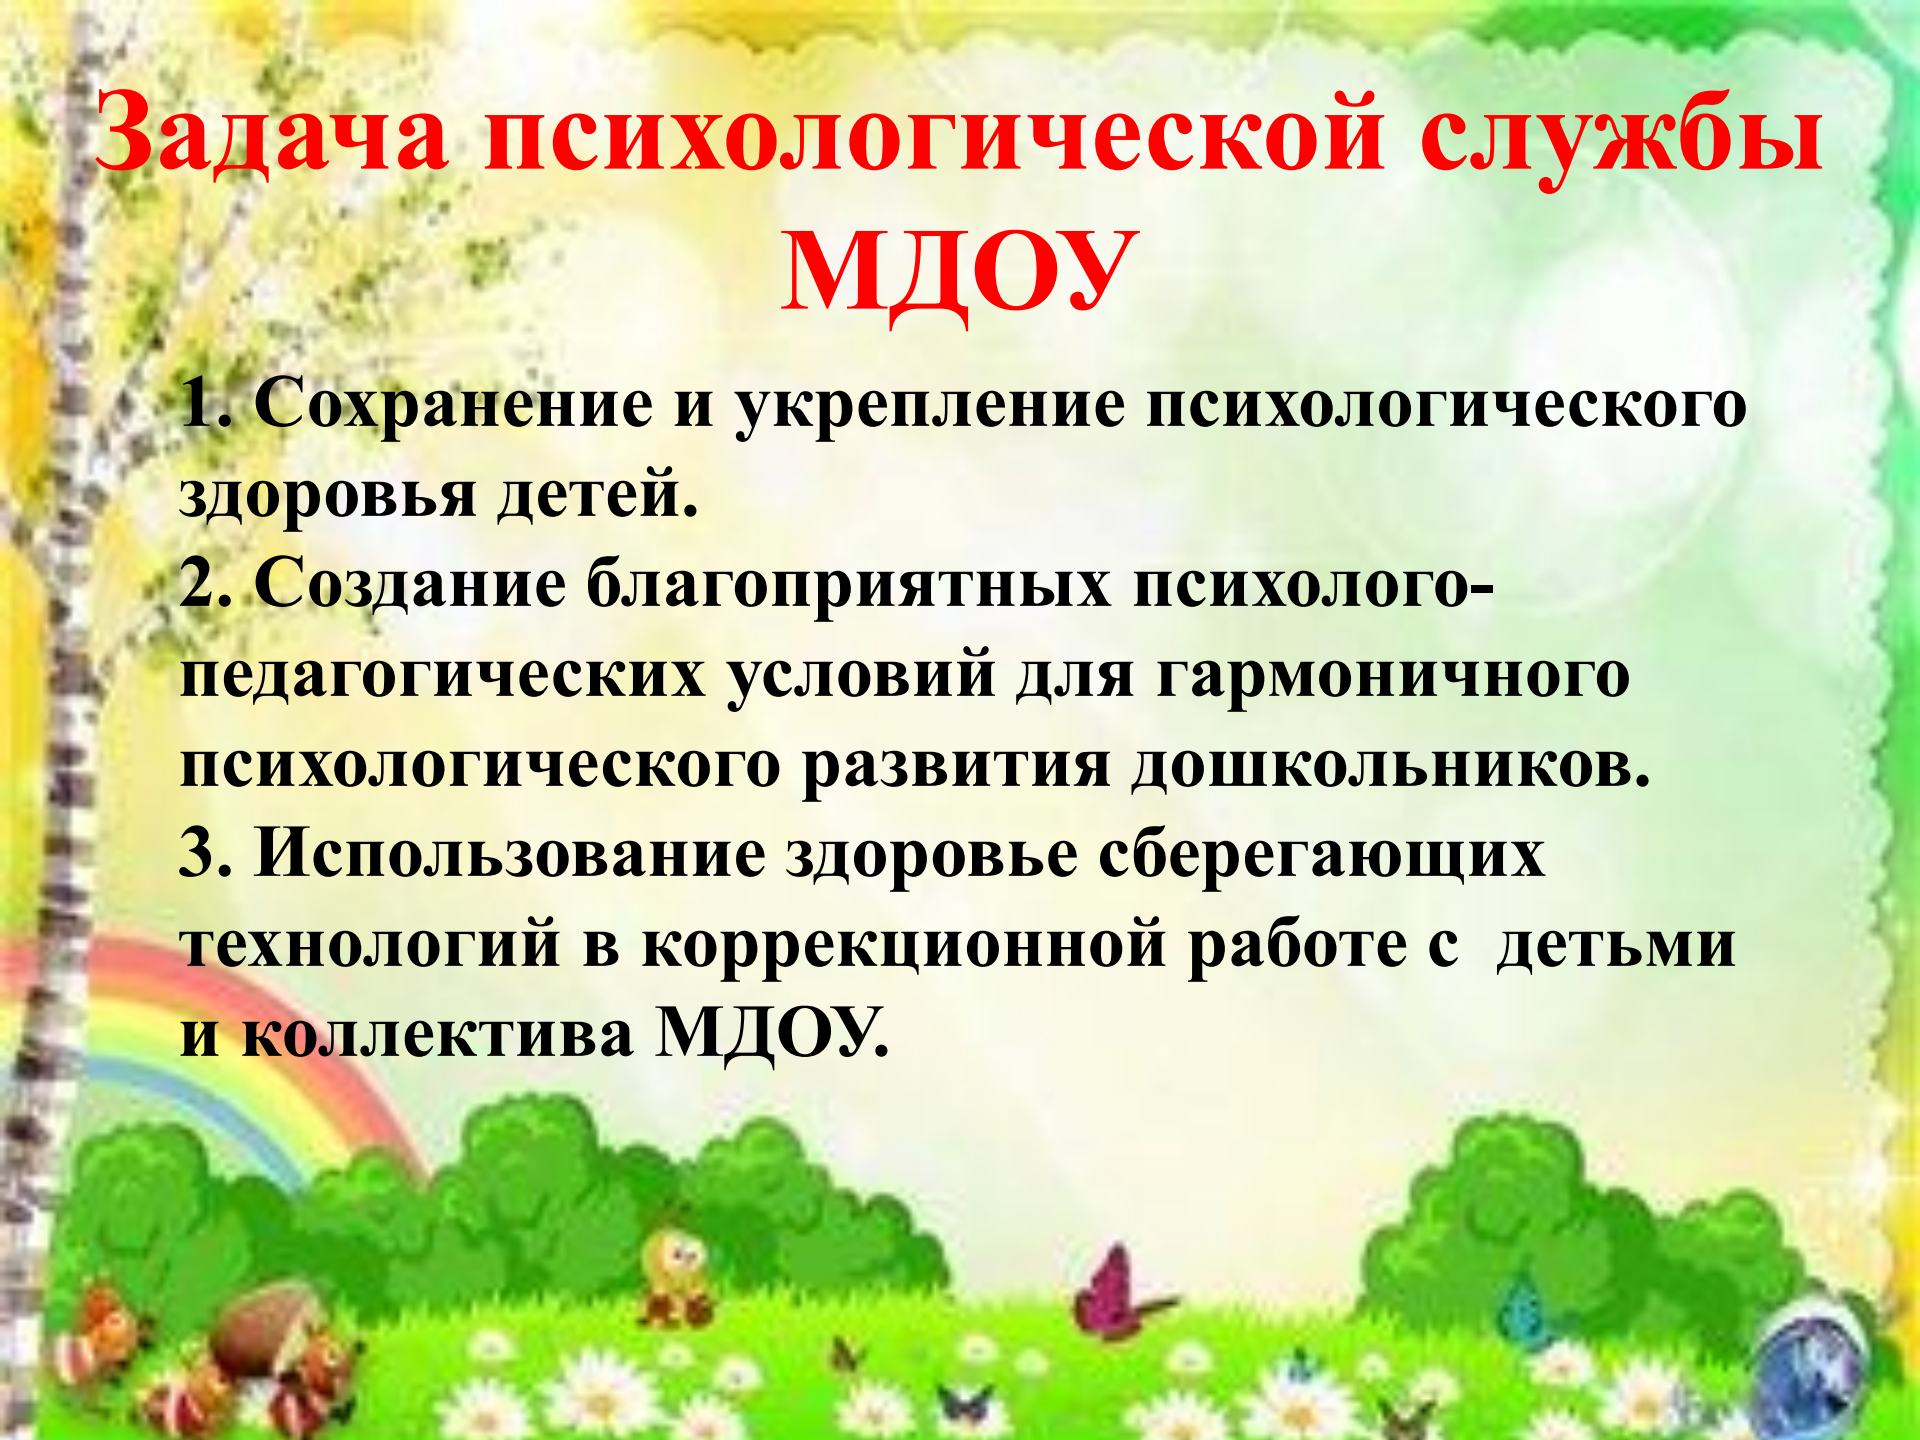 Задача психологической службы
МДОУ
1. Сохранение и укрепление психологического
здоровья детей.
2. Создание благоприятных психолого-
педагогических условий для гармоничного
психологического развития дошкольников.
3. Использование здоровье сберегающих
технологий в коррекционной работе с  детьми
и коллектива МДОУ.